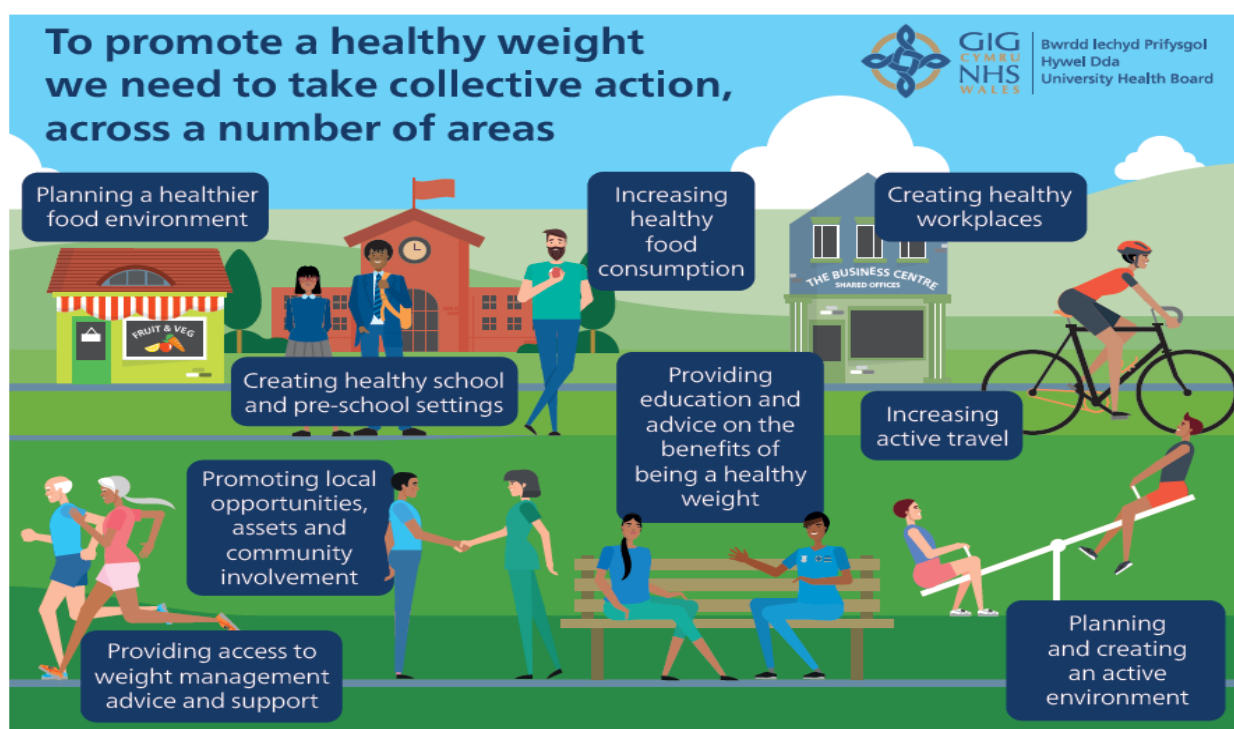 To promote a healthy weight
we need to take collective action,
across a number of areas
GIG
CYMRU
NHS
WALES
Bwrdd Iechyd Prifysgol
Hywel Dda
University Health Board
Planning a healthier
food environment
Increasing
healthy
food
consumption
Creating healthy
workplaces
THE BUSINESS CENTRE
SHARED OFFICES
FRUIT & VEG
Creating healthy school
and pre-school settings
Providing
education and
advice on the
benefits of
being a healthy
weight
Increasing
active travel
Promoting local
opportunities,
assets and
community
involvement
Providing access to
weight management
advice and support
Planning
and creating
an active
environment